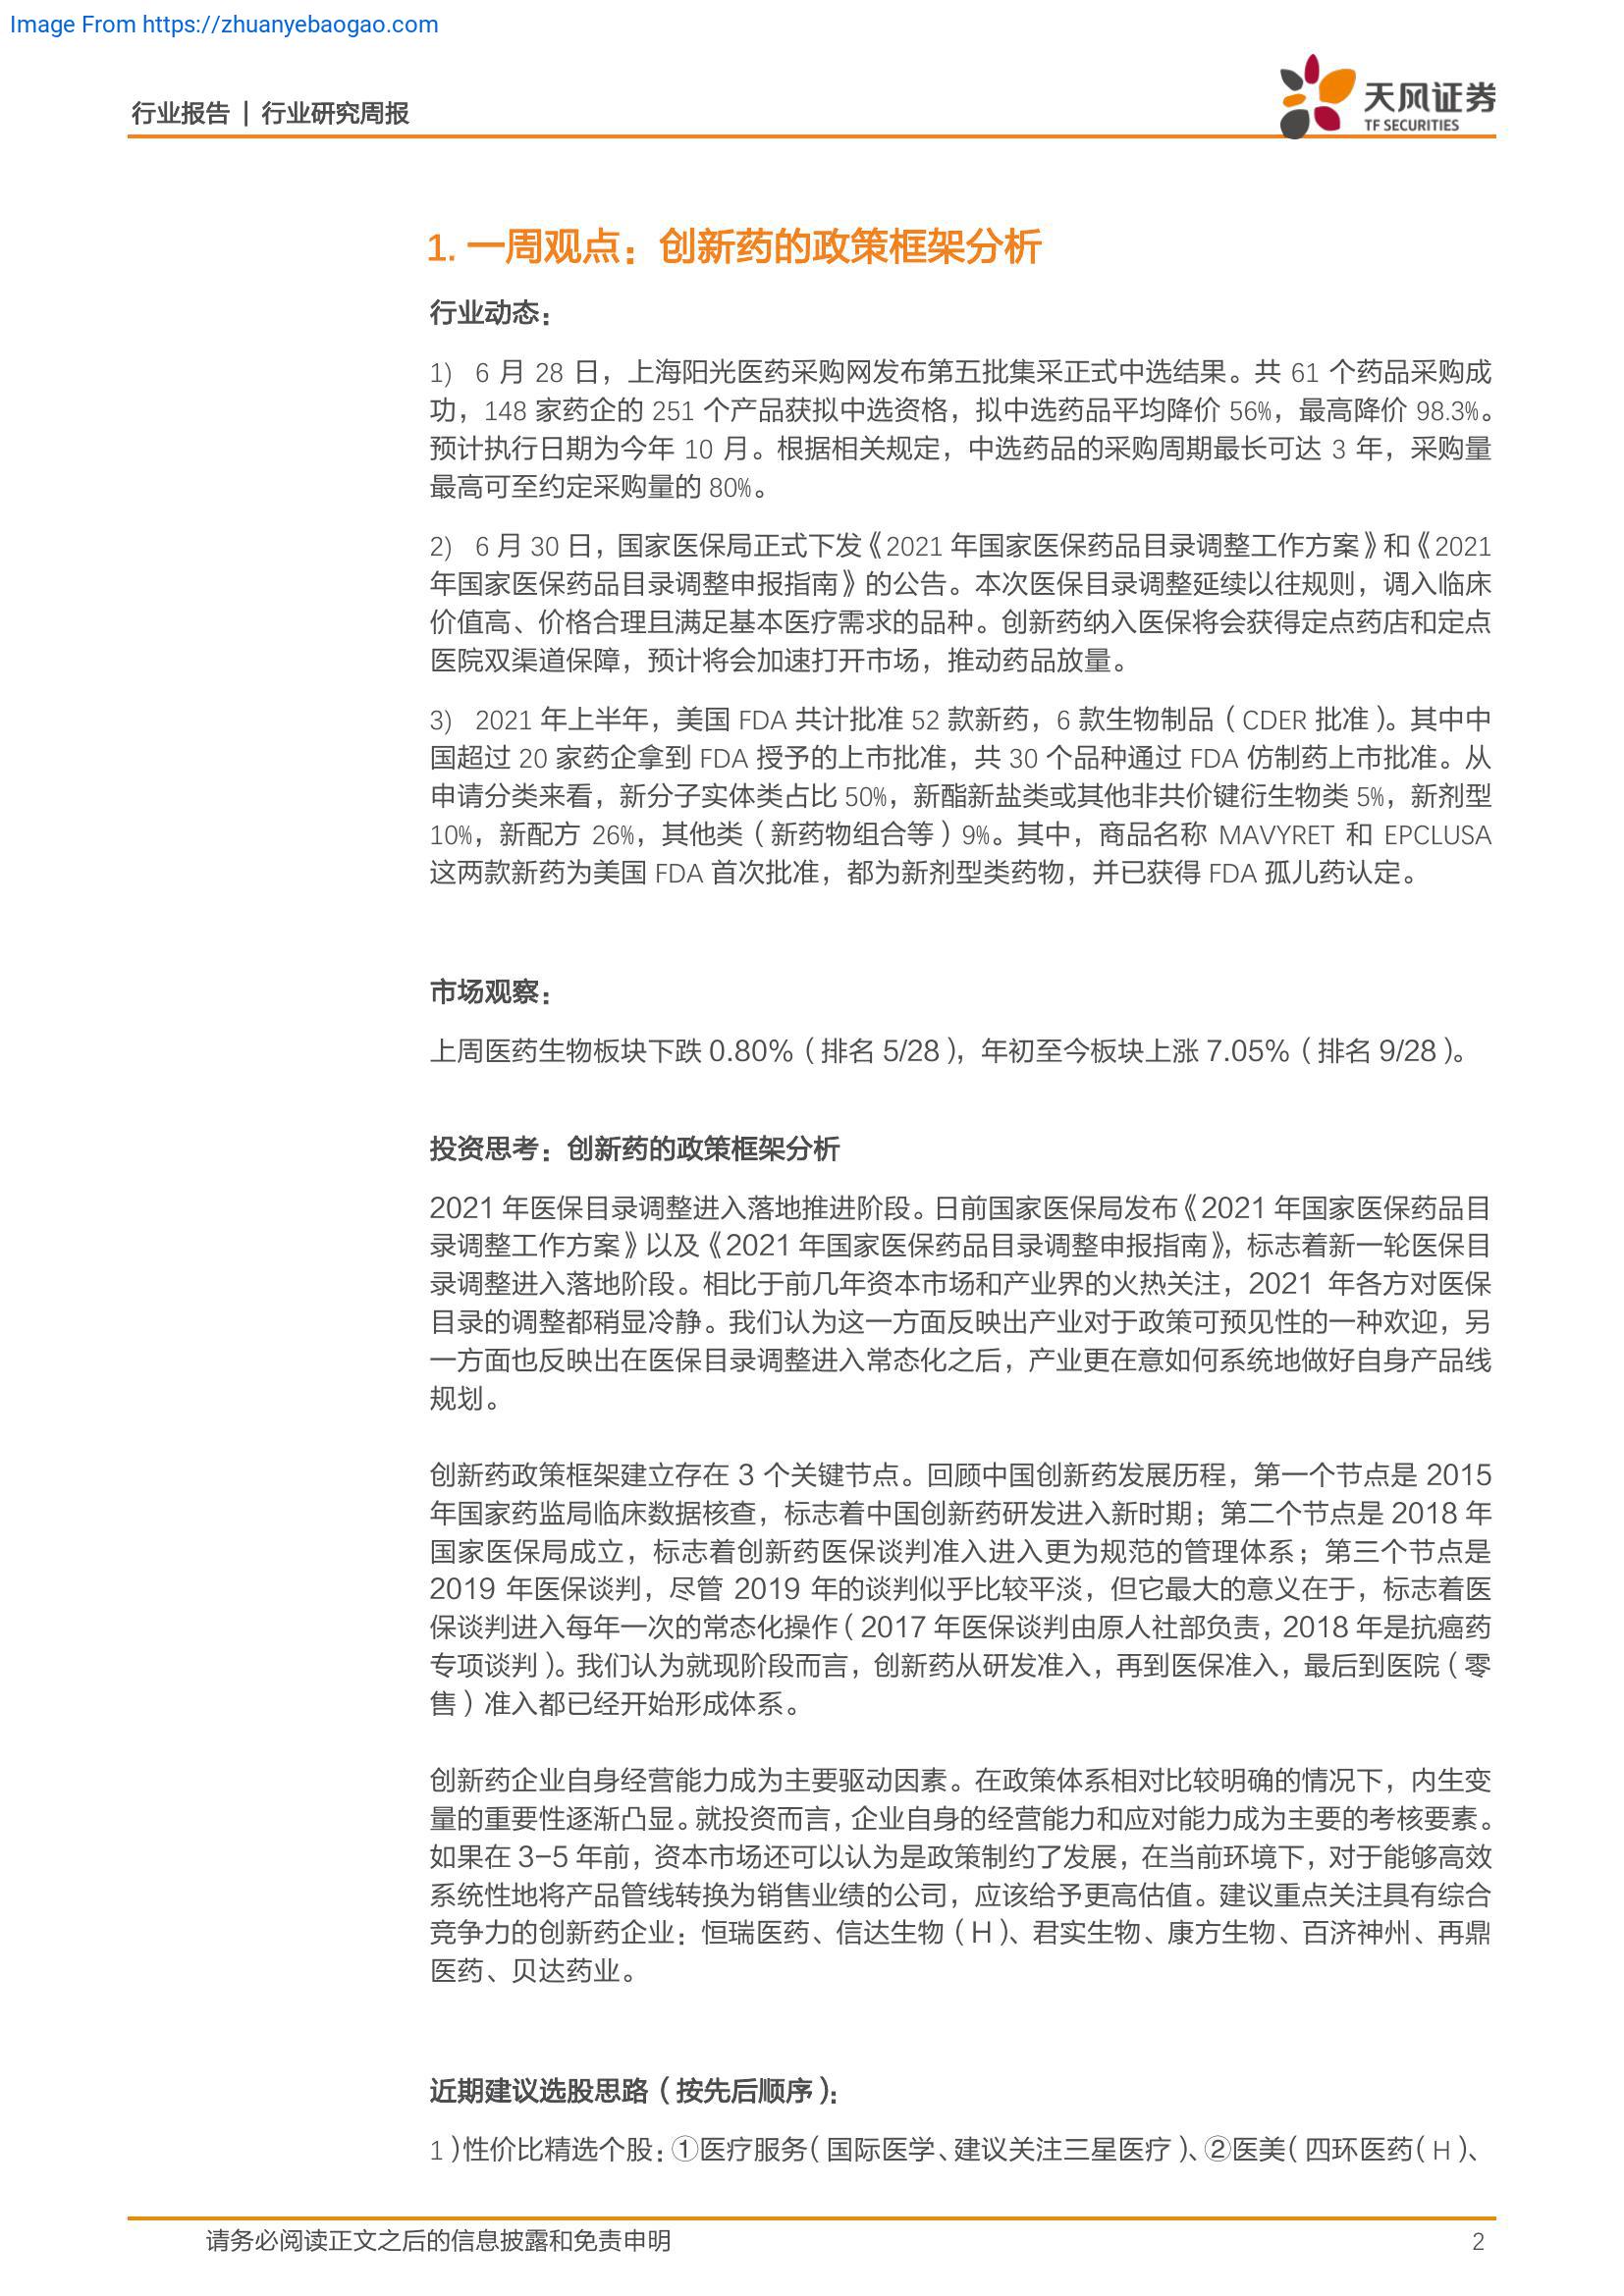 Image From https://zhuanyebaogao.com
行业报告 | 行业研究周报
天风证券
TF SECURITIES
1. 一周观点：创新药的政策框架分析
行业动态：
1) 6 月 28 日，上海阳光医药采购网发布第五批集采正式中选结果。共 61 个药品采购成
功，148 家药企的 251 个产品获拟中选资格，拟中选药品平均降价 56%，最高降价 98.3%。
预计执行日期为今年 10 月。根据相关规定，中选药品的采购周期最长可达 3 年，采购量
最高可至约定采购量的 80%。
2) 6 月 30 日，国家医保局正式下发《2021 年国家医保药品目录调整工作方案》和《2021
年国家医保药品目录调整申报指南》的公告。本次医保目录调整延续以往规则，调入临床
价值高、价格合理且满足基本医疗需求的品种。创新药纳入医保将会获得定点药店和定点
医院双渠道保障，预计将会加速打开市场，推动药品放量。
3) 2021 年上半年，美国 FDA 共计批准 52 款新药，6 款生物制品（CDER 批准）。其中中
国超过 20 家药企拿到 FDA 授予的上市批准，共 30 个品种通过 FDA 仿制药上市批准。从
申请分类来看，新分子实体类占比 50%，新酯新盐类或其他非共价键衍生物类 5%，新剂型
10%，新配方 26%，其他类（新药物组合等）9%。其中，商品名称 MAVYRET 和 EPCLUSA
这两款新药为美国 FDA 首次批准，都为新剂型类药物，并已获得 FDA 孤儿药认定。
市场观察：
上周医药生物板块下跌 0.80%（排名 5/28），年初至今板块上涨 7.05%（排名 9/28）。
投资思考：创新药的政策框架分析
2021 年医保目录调整进入落地推进阶段。日前国家医保局发布《2021 年国家医保药品目
录调整工作方案》以及《2021 年国家医保药品目录调整申报指南》，标志着新一轮医保目
录调整进入落地阶段。相比于前几年资本市场和产业界的火热关注，2021 年各方对医保
目录的调整都稍显冷静。我们认为这一方面反映出产业对于政策可预见性的一种欢迎，另
一方面也反映出在医保目录调整进入常态化之后，产业更在意如何系统地做好自身产品线
规划。
创新药政策框架建立存在 3 个关键节点。回顾中国创新药发展历程，第一个节点是 2015
年国家药监局临床数据核查，标志着中国创新药研发进入新时期；第二个节点是 2018 年
国家医保局成立，标志着创新药医保谈判准入进入更为规范的管理体系；第三个节点是
2019 年医保谈判，尽管 2019 年的谈判似乎比较平淡，但它最大的意义在于，标志着医
保谈判进入每年一次的常态化操作（2017 年医保谈判由原人社部负责，2018 年是抗癌药
专项谈判）。我们认为就现阶段而言，创新药从研发准入，再到医保准入，最后到医院（零
售）准入都已经开始形成体系。
创新药企业自身经营能力成为主要驱动因素。在政策体系相对比较明确的情况下，内生变
量的重要性逐渐凸显。就投资而言，企业自身的经营能力和应对能力成为主要的考核要素。
如果在 3-5 年前，资本市场还可以认为是政策制约了发展，在当前环境下，对于能够高效
系统性地将产品管线转换为销售业绩的公司，应该给予更高估值。建议重点关注具有综合
竞争力的创新药企业：恒瑞医药、信达生物（H）、君实生物、康方生物、百济神州、再鼎
医药、贝达药业。
近期建议选股思路（按先后顺序）：
1）性价比精选个股：①医疗服务（国际医学、建议关注三星医疗）、②医美（四环医药（H）、
请务必阅读正文之后的信息披露和免责申明
2